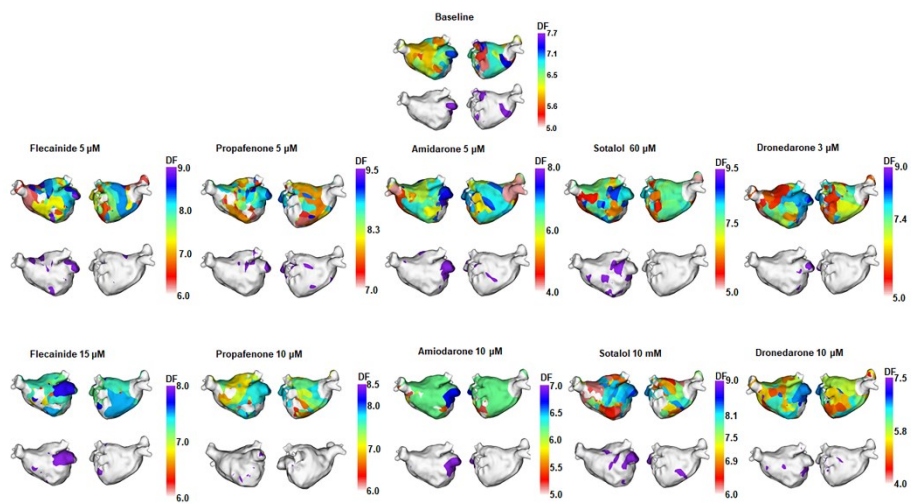 Baseline
DF
7.7
7.1
6.5
5.6
5.0
Flecainide 5 µM
DF
9.0
8.0
7.0
6.0
Propafenone 5 µM
DF
9.5
8.3
7.0
Amidarone 5 µM
DF
8.0
6.0
4.0
Sotalol 60 µM
DF
9.5
7.5
5.0
Dronedarone 3 µM
DF
9.0
7.4
5.0
Flecainide 15 µM
DF
8.0
7.0
6.0
Propafenone 10 µM
DF
8.5
8.0
7.0
6.0
Amiodarone 10 µM
DF
7.0
6.5
6.0
5.5
5.0
Sotalol 10 mM
DF
9.0
8.1
7.3
6.0
Dronedarone 10 µM
DF
7.5
5.8
4.0